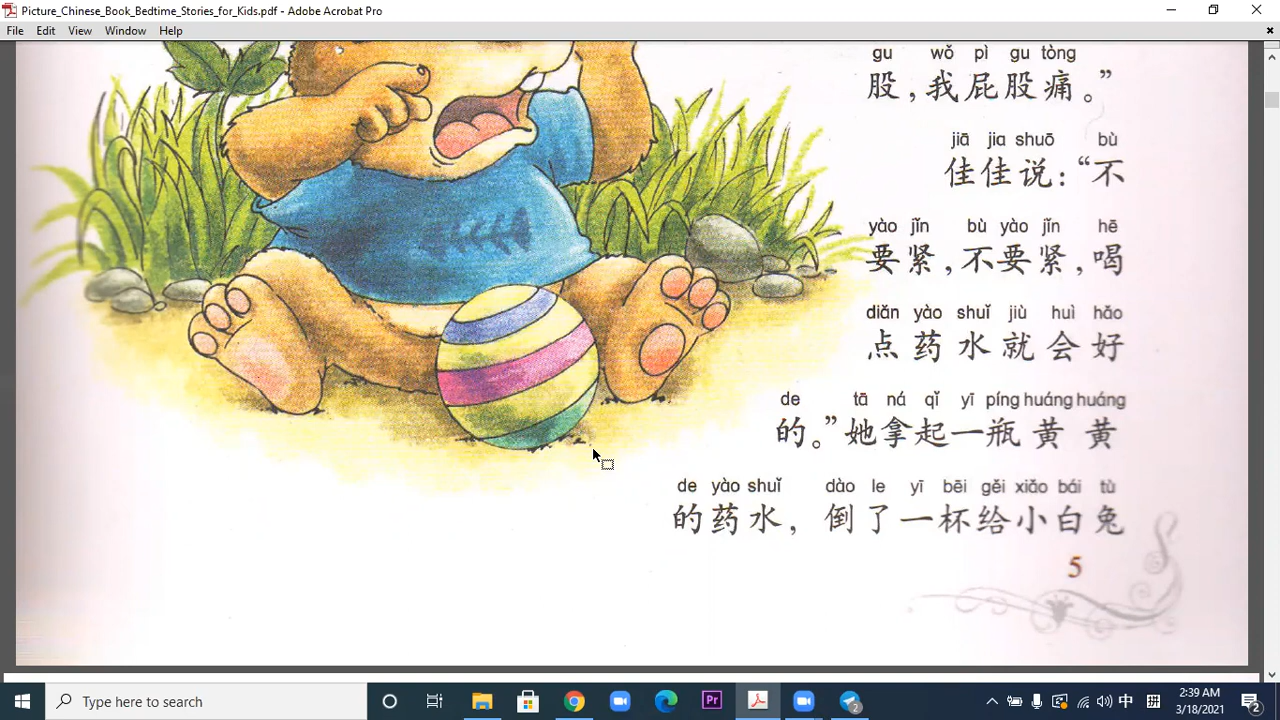 Picture_Chinese_Book_Bedtime_Stories_for_Kids.pdf - Adobe Acrobat Pro
File Edit View Window Help
gu wǒ pì gu tòng
股，我屁股痛。”
jiā jia shuō bù
佳佳说：“不
yào jǐn bù yào jǐn hē
要紧，不要紧，喝
diǎn yào shuǐ jiù huì hǎo
点药水就会好
de tā ná qǐ yī píng huáng huáng
的。”她拿起一瓶黄黄
de yào shuǐ dào le yī bēi gěi xiǎo bái tù
的药水，倒了一杯给小白兔
5
Type here to search
Pr
2
中
拼
2:39 AM
3/18/2021
2